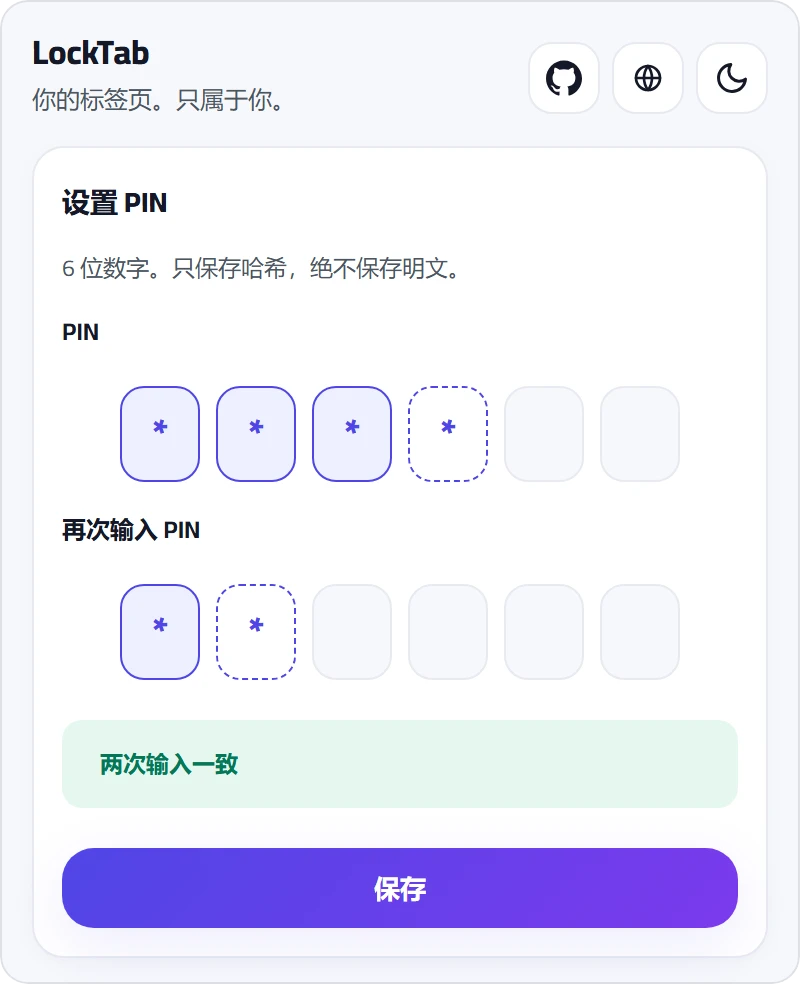 LockTab
你的标签页。只属于你。
设置 PIN
6 位数字。只保存哈希，绝不保存明文。
PIN
* * * *
再次输入 PIN
* *
两次输入一致
保存